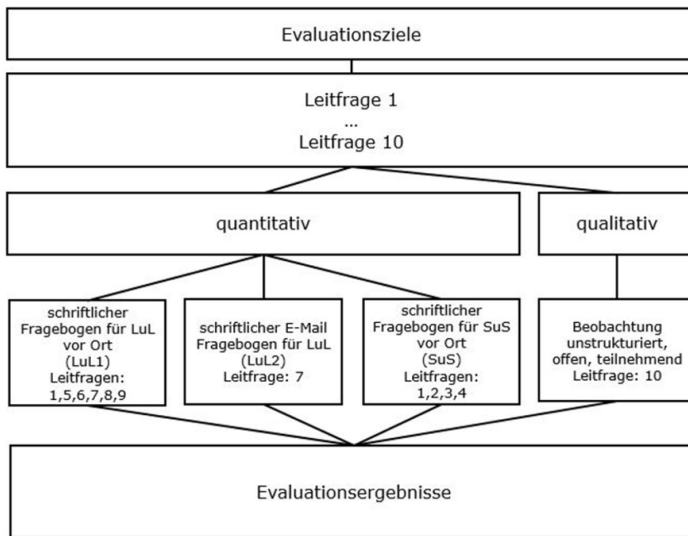 Evaluationsziele
Leitfrage 1
...
Leitfrage 10
quantitativ
qualitativ
schriftlicher
Fragebogen für LuL
vor Ort
(LuL1)
Leitfragen:
1,5,6,7,8,9
schriftlicher E-Mail
Fragebogen für LuL
(LuL2)
Leitfrage: 7
schriftlicher
Fragebogen für SuS
vor Ort
(SuS)
Leitfragen:
1,2,3,4
Beobachtung
unstrukturiert,
offen, teilnehmend
Leitfrage: 10
Evaluationsergebnisse